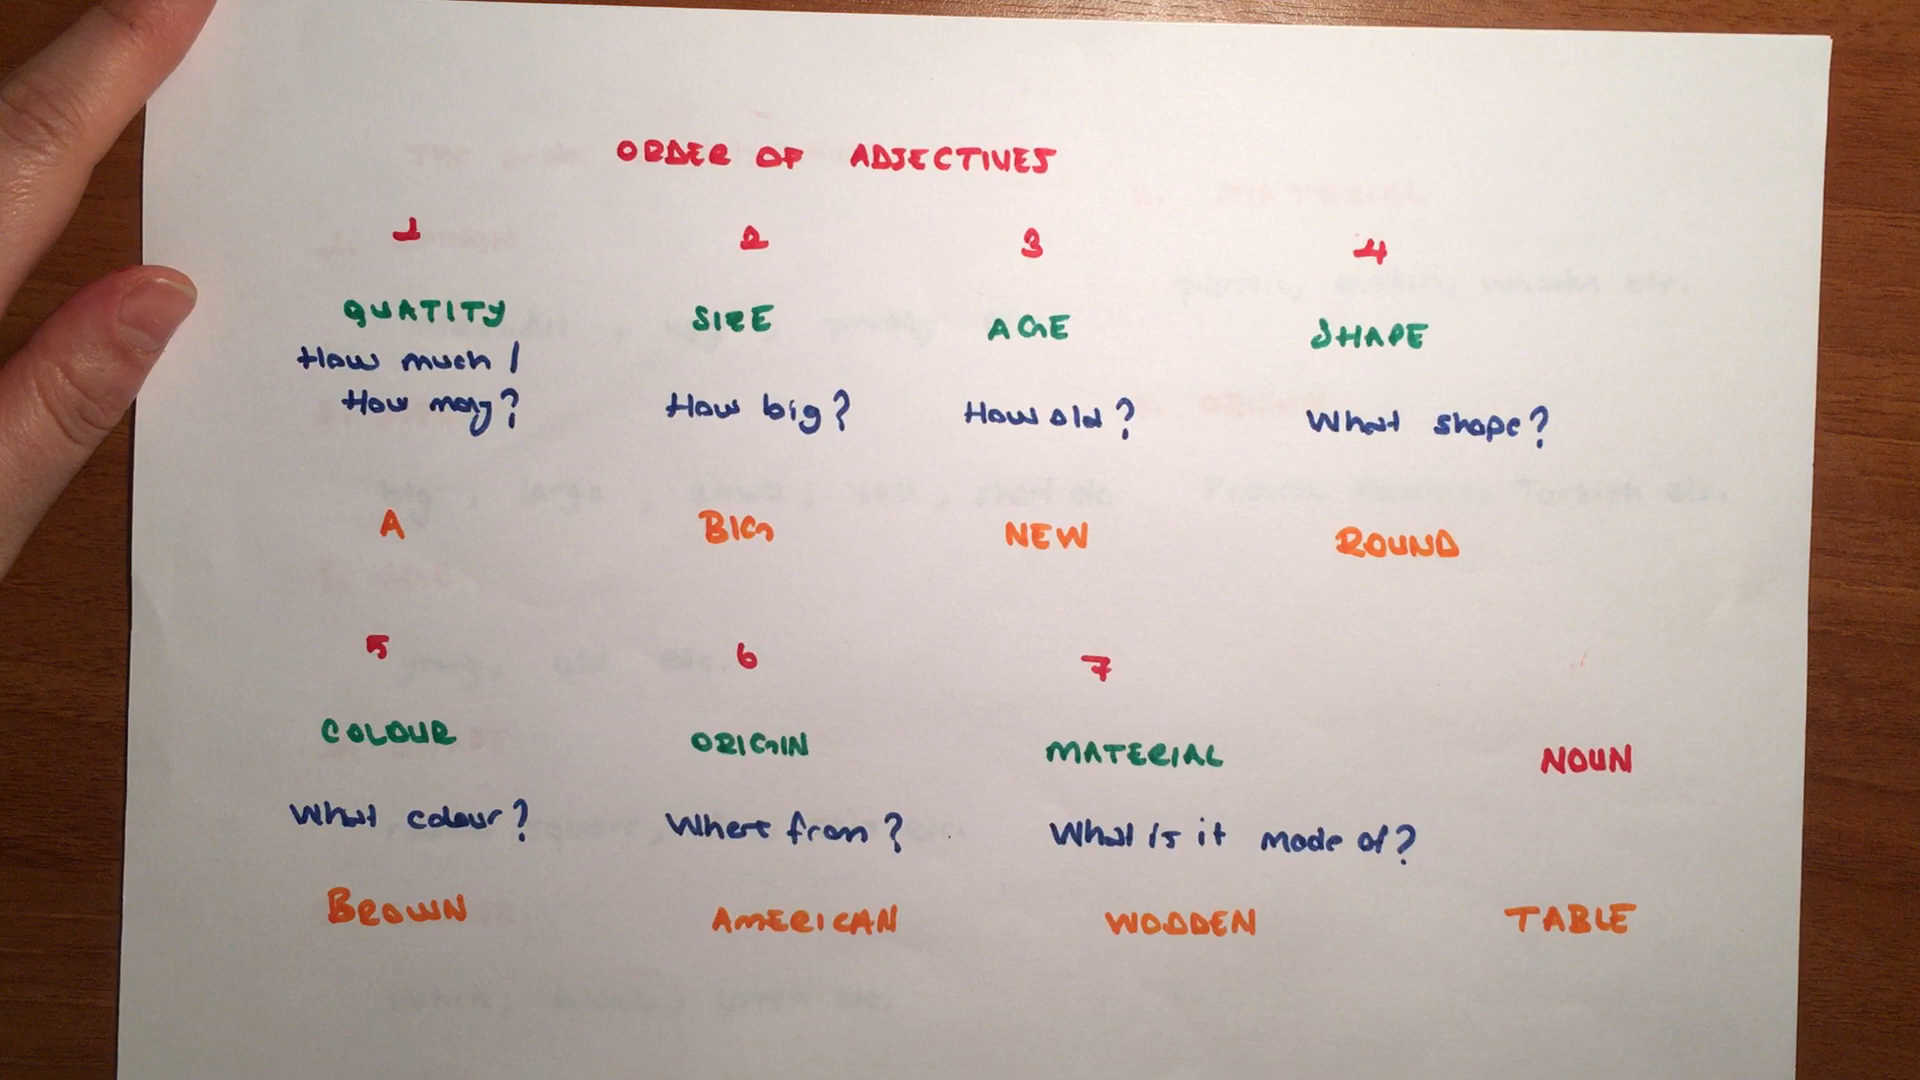 ORDER OF ADJECTIVES
1 2 3 4
QUATITY SIZE AGE SHAPE
How much /
How many? How big? How old? What shape?
A BIG NEW ROUND
5 6 7
COLOUR ORIGIN MATERIAL NOUN
What colour? Where from? What is it made of?
BROWN AMERICAN WOODEN TABLE